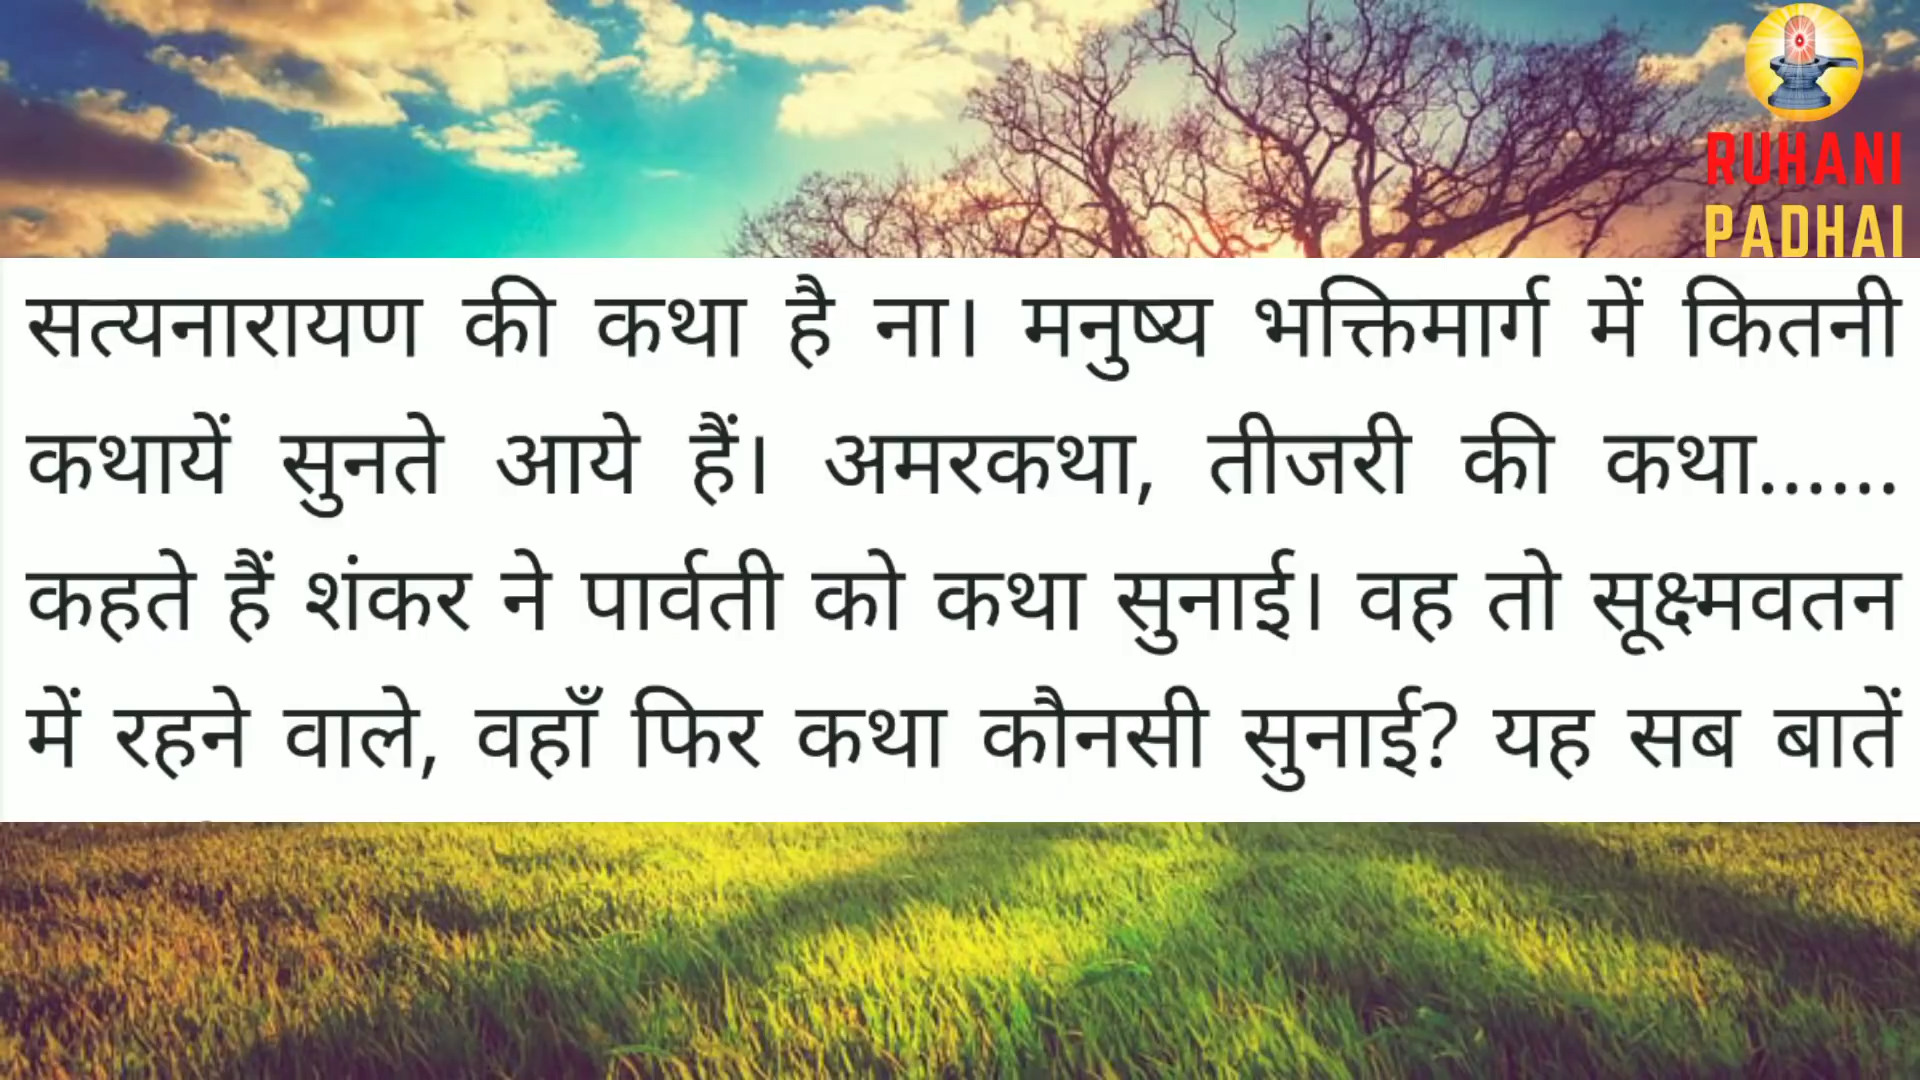 RUHANI
PADHAI
सत्यनारायण की कथा है ना। मनुष्य भक्तिमार्ग में कितनी
कथायें सुनते आये हैं। अमरकथा, तीजरी की कथा......
कहते हैं शंकर ने पार्वती को कथा सुनाई। वह तो सूक्ष्मवतन
में रहने वाले, वहाँ फिर कथा कौनसी सुनाई? यह सब बातें